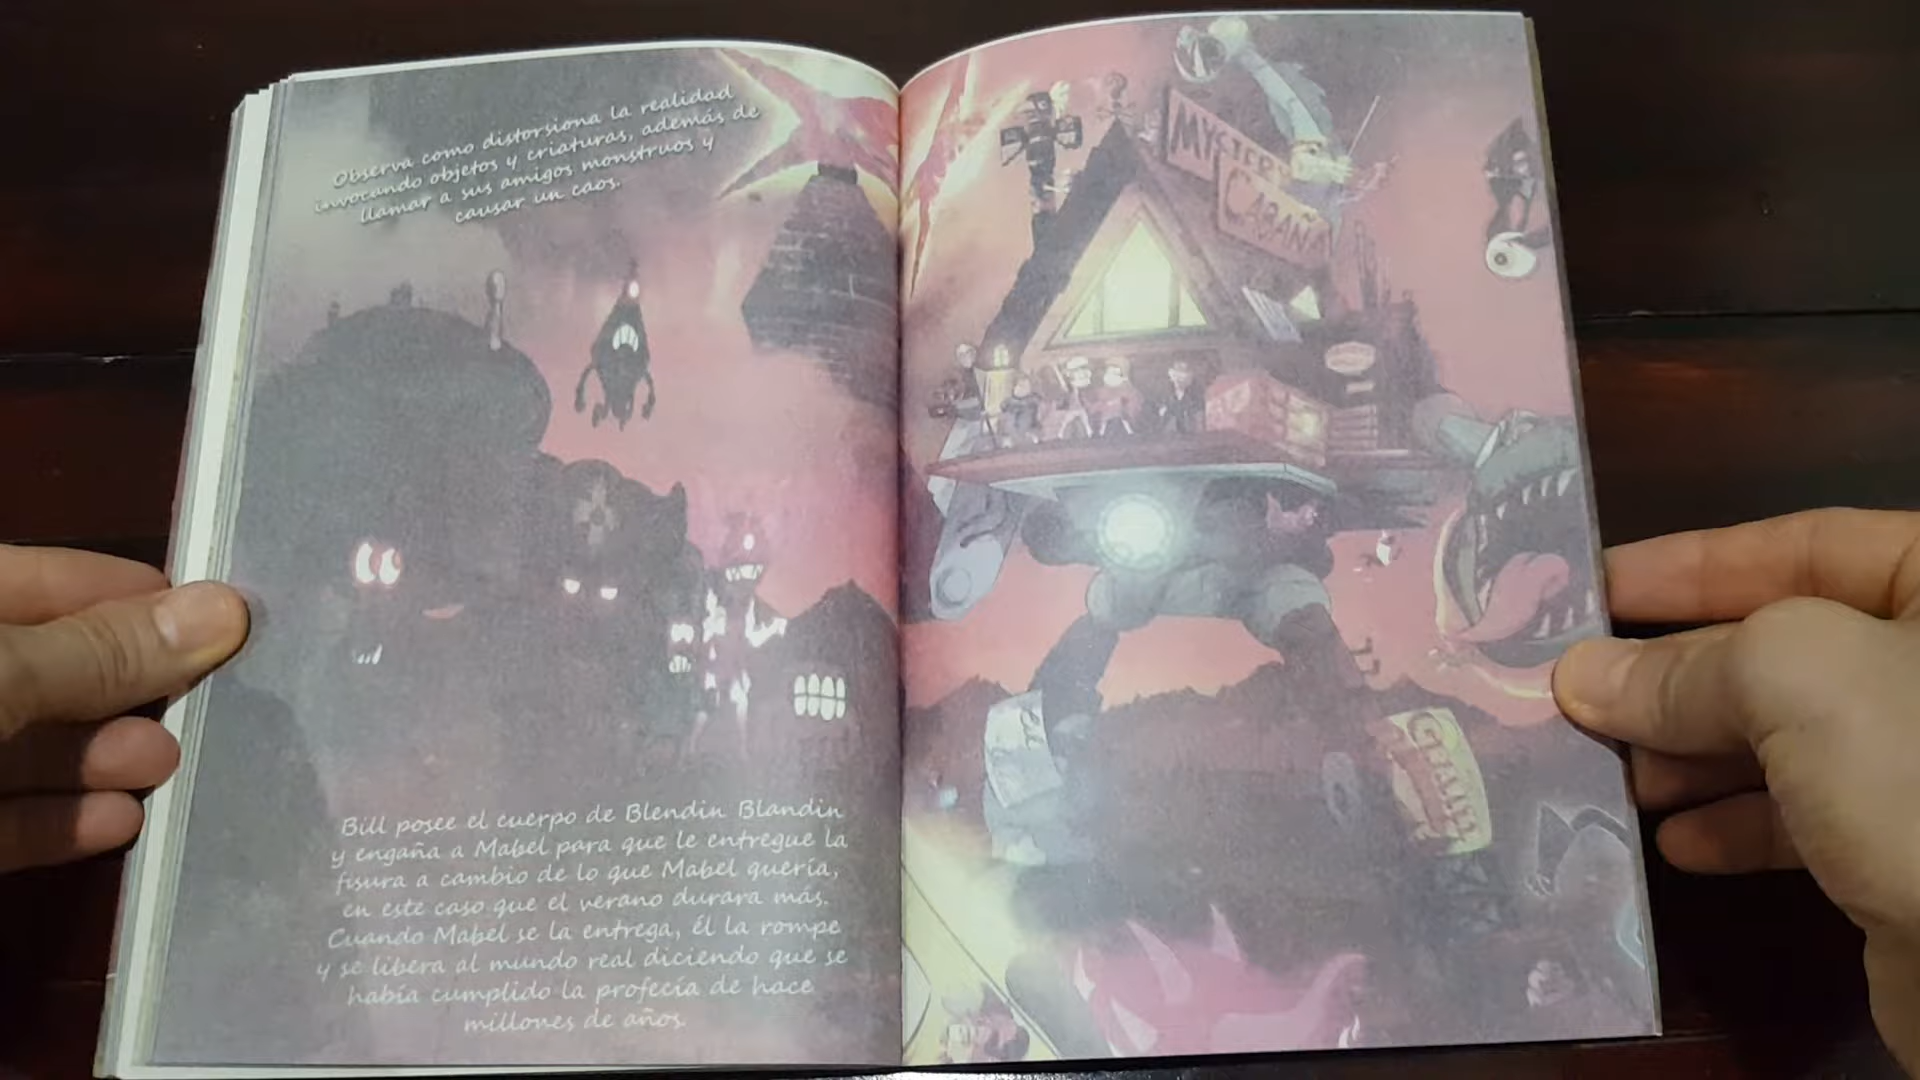 Observa como distorsiona la realidad
invocando objetos y criaturas, además de
llamar a sus amigos monstruos y
causar un caos.
Bill posee el cuerpo de Blendin Blandin
y engaña a Mabel para que le entregue la
fisura a cambio de lo que Mabel quería,
en este caso que el verano durara más.
Cuando Mabel se la entrega, él la rompe
y se libera al mundo real diciendo que se
había cumplido la profecía de hace
millones de años.
MYSTERY
CABAÑA